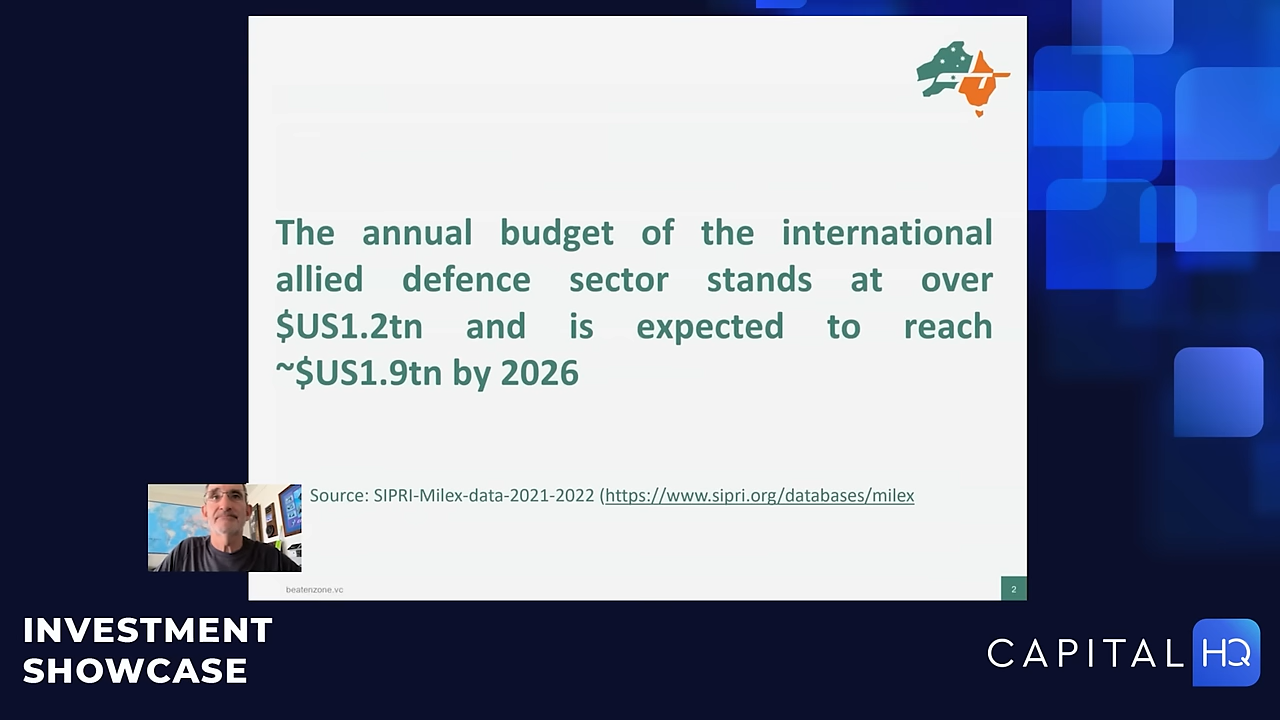 The annual budget of the international
allied defence sector stands at over
$US1.2tn and is expected to reach
~$US1.9tn by 2026
Source: SIPRI-Milex-data-2021-2022 (https://www.sipri.org/databases/milex
beatenzone.vc
2
INVESTMENT
SHOWCASE
CAPITAL HQ